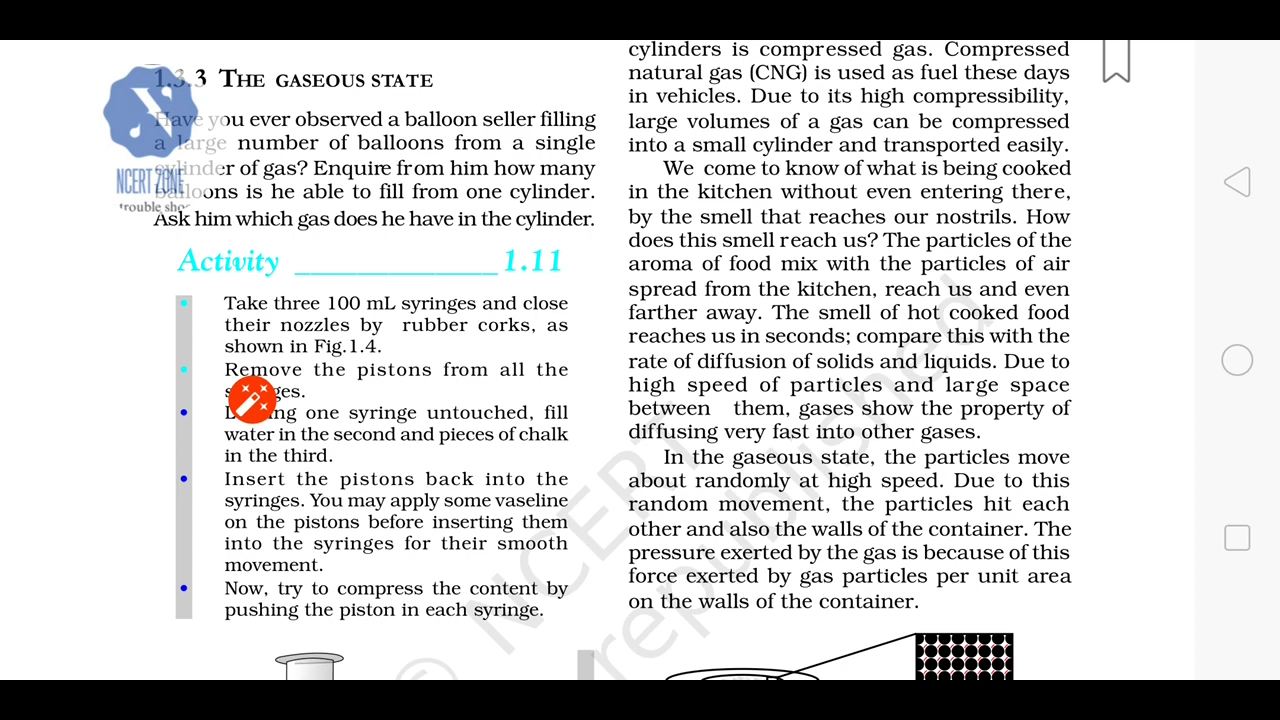 1.3.3 THE GASEOUS STATE
Have you ever observed a balloon seller filling
a large number of balloons from a single
cylinder of gas? Enquire from him how many
balloons is he able to fill from one cylinder.
Ask him which gas does he have in the cylinder.
Activity ______________ 1.11
• Take three 100 mL syringes and close
their nozzles by rubber corks, as
shown in Fig.1.4.
• Remove the pistons from all the
syringes.
• Leaving one syringe untouched, fill
water in the second and pieces of chalk
in the third.
• Insert the pistons back into the
syringes. You may apply some vaseline
on the pistons before inserting them
into the syringes for their smooth
movement.
• Now, try to compress the content by
pushing the piston in each syringe.
cylinders is compressed gas. Compressed
natural gas (CNG) is used as fuel these days
in vehicles. Due to its high compressibility,
large volumes of a gas can be compressed
into a small cylinder and transported easily.
We come to know of what is being cooked
in the kitchen without even entering there,
by the smell that reaches our nostrils. How
does this smell reach us? The particles of the
aroma of food mix with the particles of air
spread from the kitchen, reach us and even
farther away. The smell of hot cooked food
reaches us in seconds; compare this with the
rate of diffusion of solids and liquids. Due to
high speed of particles and large space
between them, gases show the property of
diffusing very fast into other gases.
In the gaseous state, the particles move
about randomly at high speed. Due to this
random movement, the particles hit each
other and also the walls of the container. The
pressure exerted by the gas is because of this
force exerted by gas particles per unit area
on the walls of the container.
NCERT ZONE
trouble
© NCERT
republished